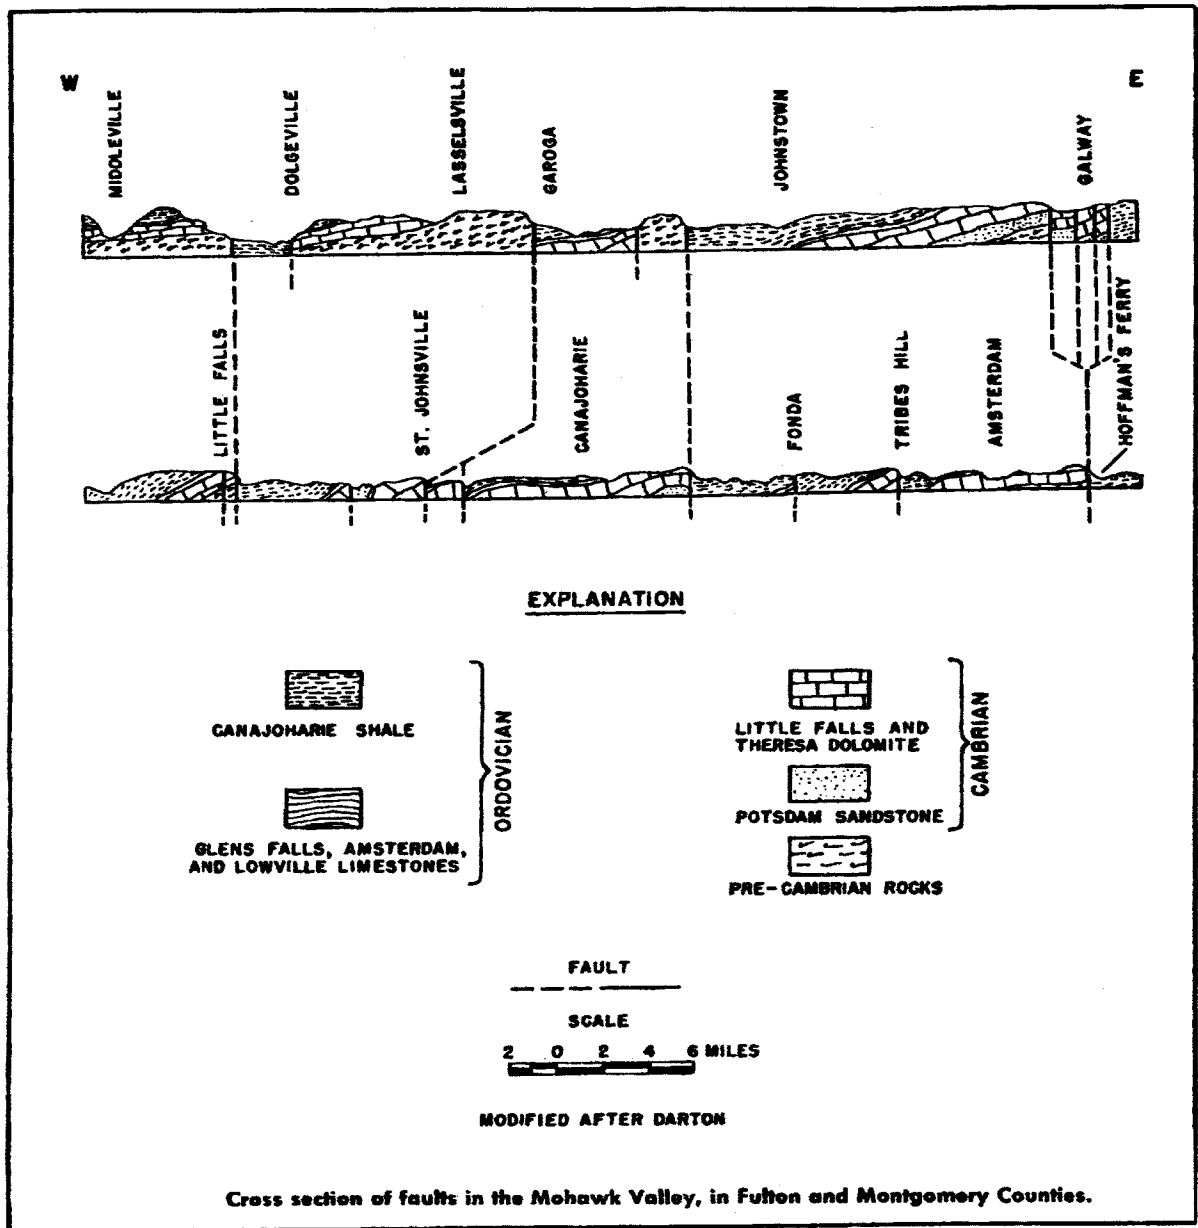 W
E
MIDDLEVILLE
DOLGEVILLE
LASSELSVILLE
GAROGA
JOHNSTOWN
GALWAY
LITTLE FALLS
ST. JOHNSVILLE
CANAJOHARIE
FONDA
TRIBES HILL
AMSTERDAM
HOFFMAN'S FERRY
EXPLANATION
CANAJOHARIE SHALE
GLENS FALLS, AMSTERDAM,
AND LOWVILLE LIMESTONES
ORDOVICIAN
LITTLE FALLS AND
THERESA DOLOMITE
POTSDAM SANDSTONE
CAMBRIAN
PRE-CAMBRIAN ROCKS
FAULT
SCALE
2 0 2 4 6 MILES
MODIFIED AFTER DARTON
Cross section of faults in the Mohawk Valley, in Fulton and Montgomery Counties.